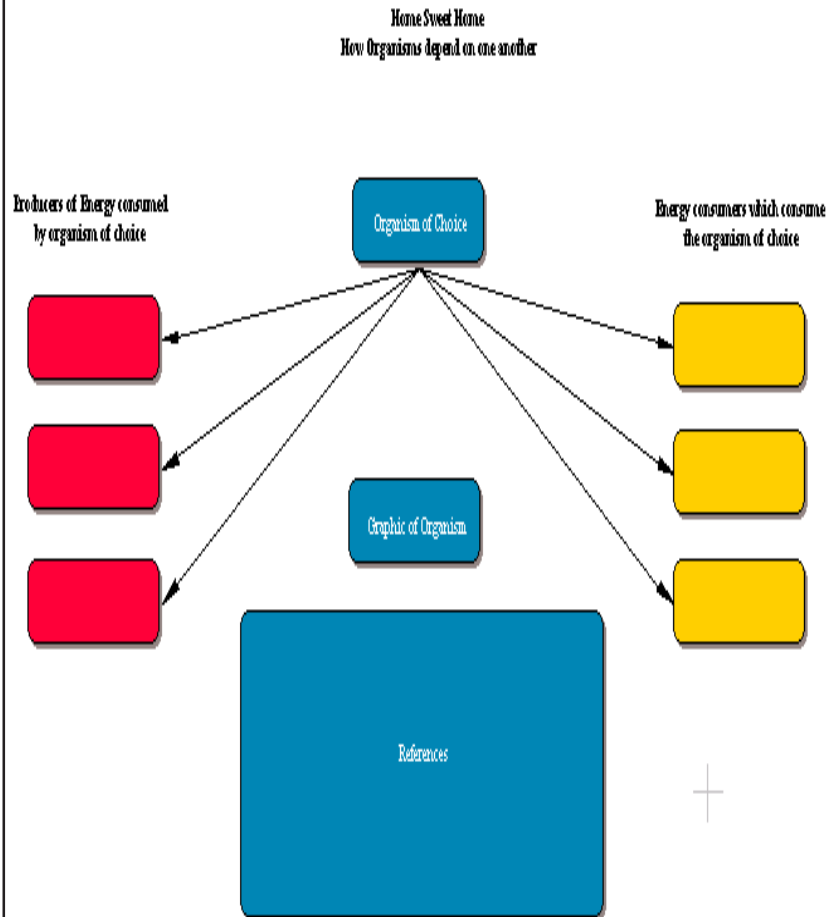 Home Sweet Home
How Organisms depend on one another
Producers of Energy consumed
by organism of choice
Organism of Choice
Energy consumers which consume
the organism of choice
Graphic of Organism
References